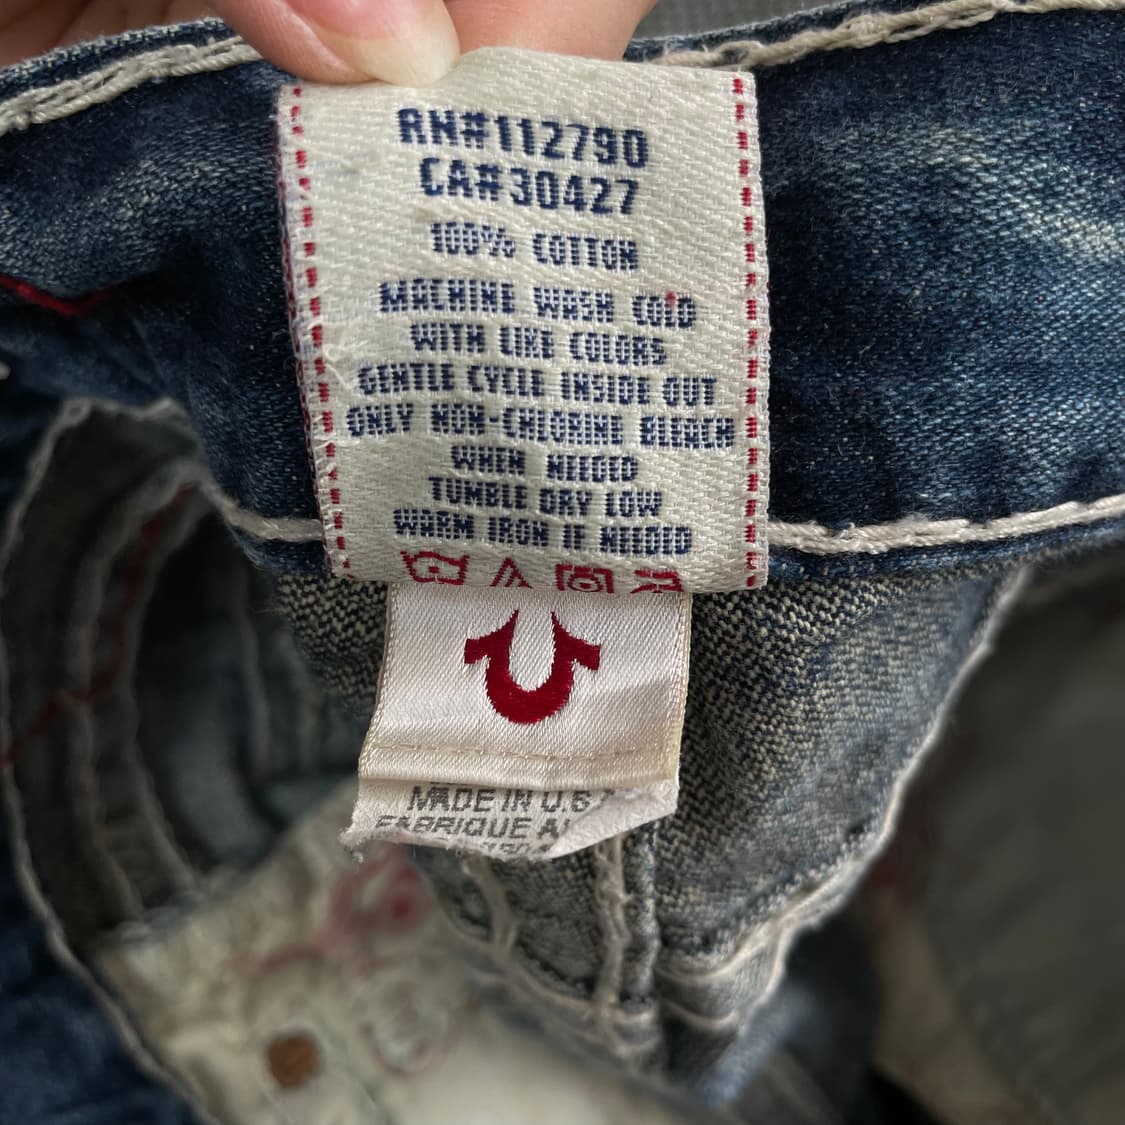 RN#112790
CA#30427
100% COTTON
MACHINE WASH COLD
WITH LIKE COLORS
GENTLE CYCLE INSIDE OUT
ONLY NON-CHLORINE BLEACH
WHEN NEEDED
TUMBLE DRY LOW
WARM IRON IF NEEDED
MADE IN U.S.A
FABRIQUE